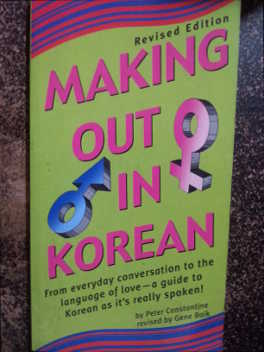 Revised Edition
MAKING
OUT
IN
KOREAN
From everyday conversation to the
language of love—a guide to
Korean as it's really spoken!
by Peter Constantine
revised by Gene Baik